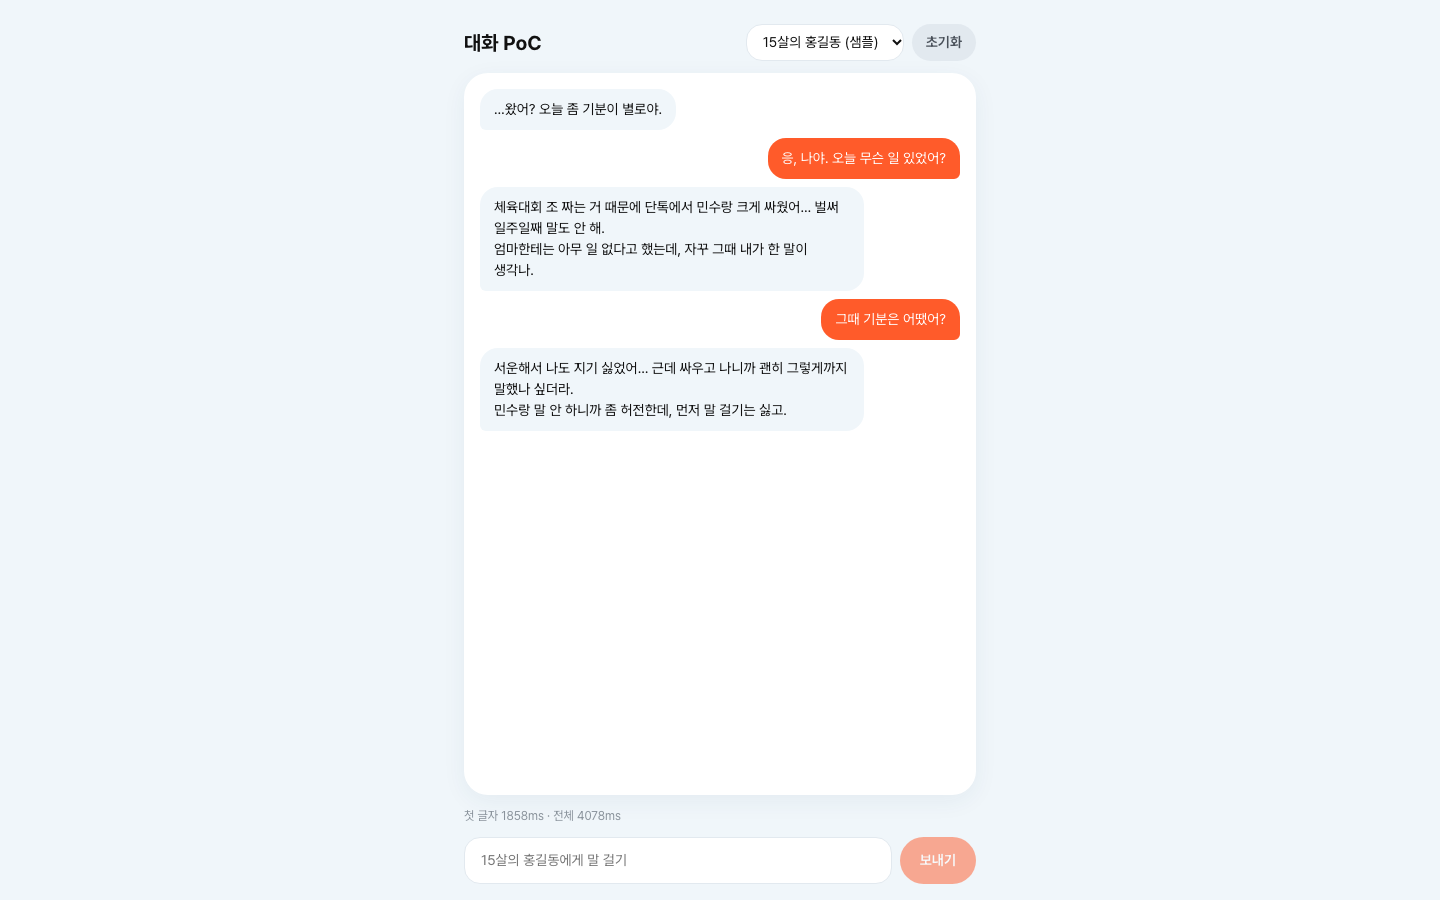 대화 PoC
15살의 홍길동 (샘플)
초기화
...왔어? 오늘 좀 기분이 별로야.
응, 나야. 오늘 무슨 일 있었어?
체육대회 조 짜는 거 때문에 단톡에서 민수랑 크게 싸웠어... 벌써
일주일째 말도 안 해.
엄마한테는 아무 일 없다고 했는데, 자꾸 그때 내가 한 말이
생각나.
그때 기분은 어땠어?
서운해서 나도 지기 싫었어... 근데 싸우고 나니까 괜히 그렇게까지
말했나 싶더라.
민수랑 말 안 하니까 좀 허전한데, 먼저 말 걸기는 싫고.
첫 글자 1858ms · 전체 4078ms
15살의 홍길동에게 말 걸기
보내기